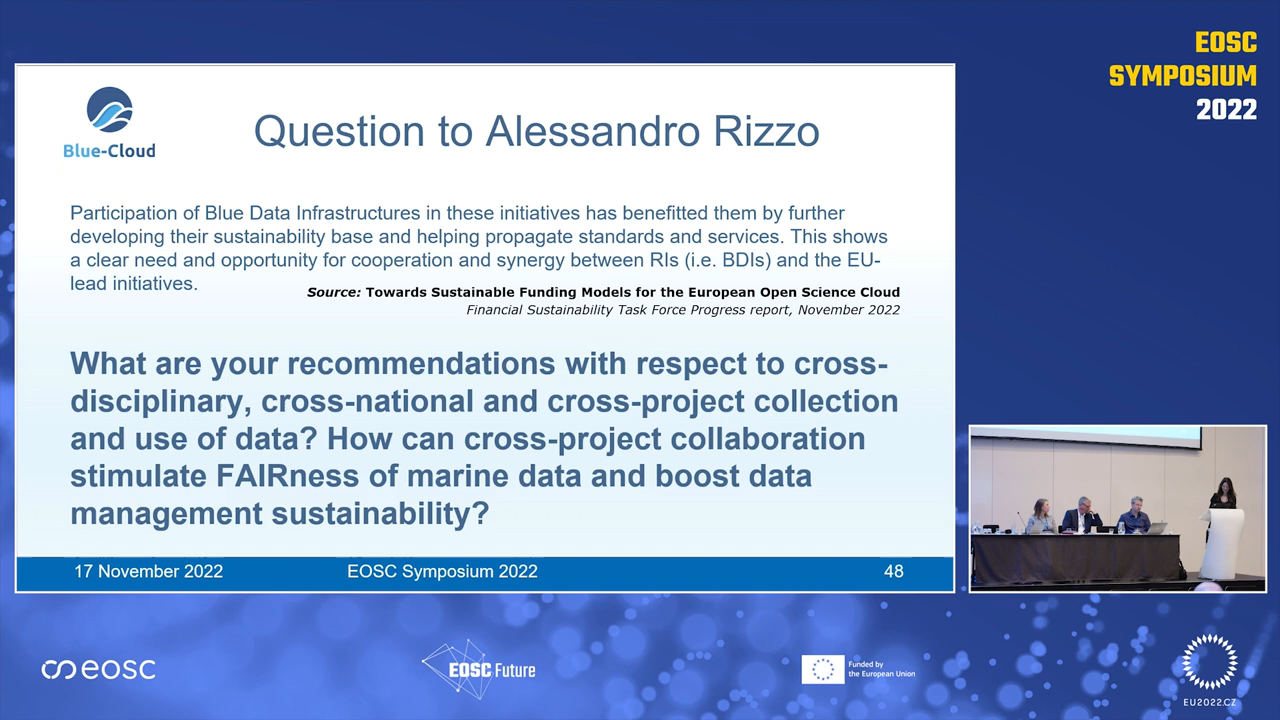 EOSC
SYMPOSIUM
2022
Blue-Cloud
Question to Alessandro Rizzo
Participation of Blue Data Infrastructures in these initiatives has benefitted them by further
developing their sustainability base and helping propagate standards and services. This shows
a clear need and opportunity for cooperation and synergy between RIs (i.e. BDIs) and the EU-
lead initiatives.
Source: Towards Sustainable Funding Models for the European Open Science Cloud
Financial Sustainability Task Force Progress report, November 2022
What are your recommendations with respect to cross-
disciplinary, cross-national and cross-project collection
and use of data? How can cross-project collaboration
stimulate FAIRness of marine data and boost data
management sustainability?
17 November 2022 EOSC Symposium 2022 48
eosc
EOSC Future
Funded by
the European Union
EU2022.CZ